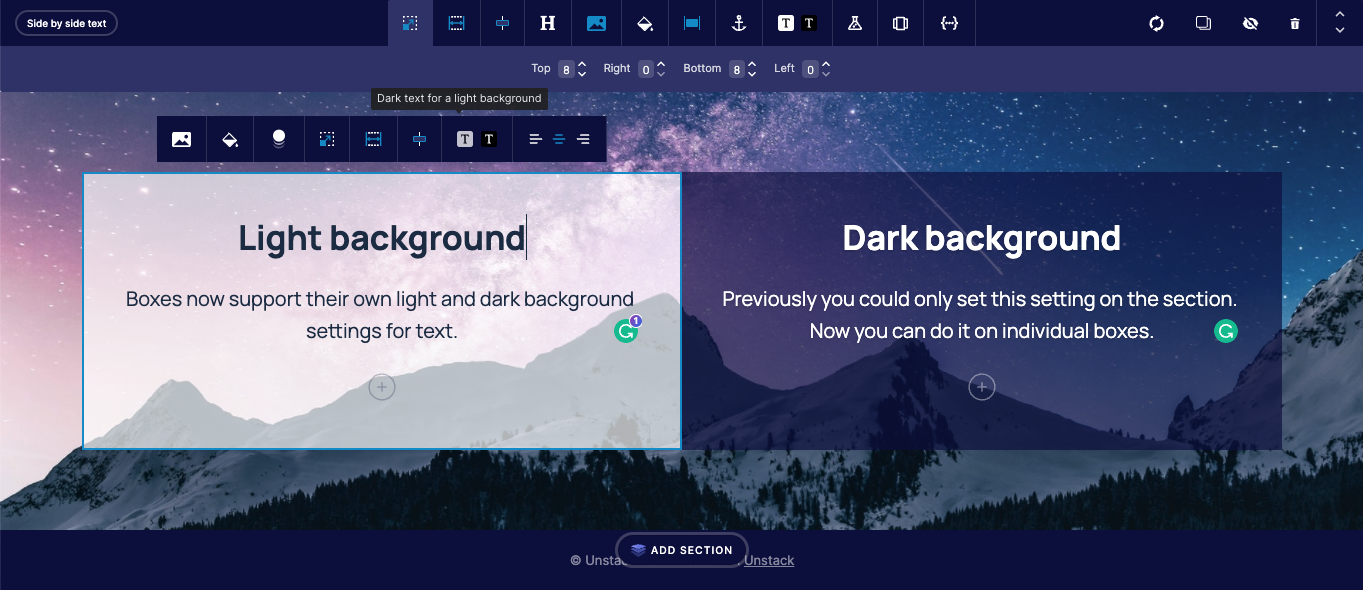 Side by side text
H
T T
Top 8 Right 0 Bottom 8 Left 0
Dark text for a light background
T T
Light background
Boxes now support their own light and dark background
settings for text.
1
Dark background
Previously you could only set this setting on the section.
Now you can do it on individual boxes.
ADD SECTION
© Unsta
Unstack